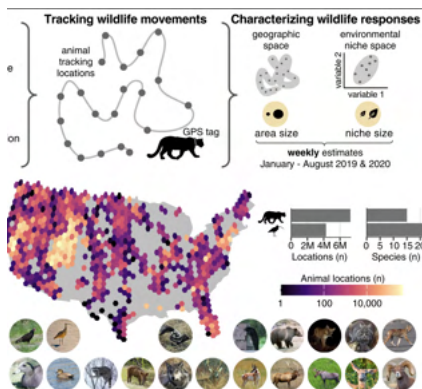 Tracking wildlife movements
Characterizing wildlife responses
animal
tracking
locations
GPS tag
e
on
geographic
space
environmental
niche space
variable 2
variable 1
area size
niche size
weekly estimates
January - August 2019 & 2020
0 2M 4M 6M
Locations (n)
0 5 10 15 20
Species (n)
Animal locations (n)
1 100 10,000